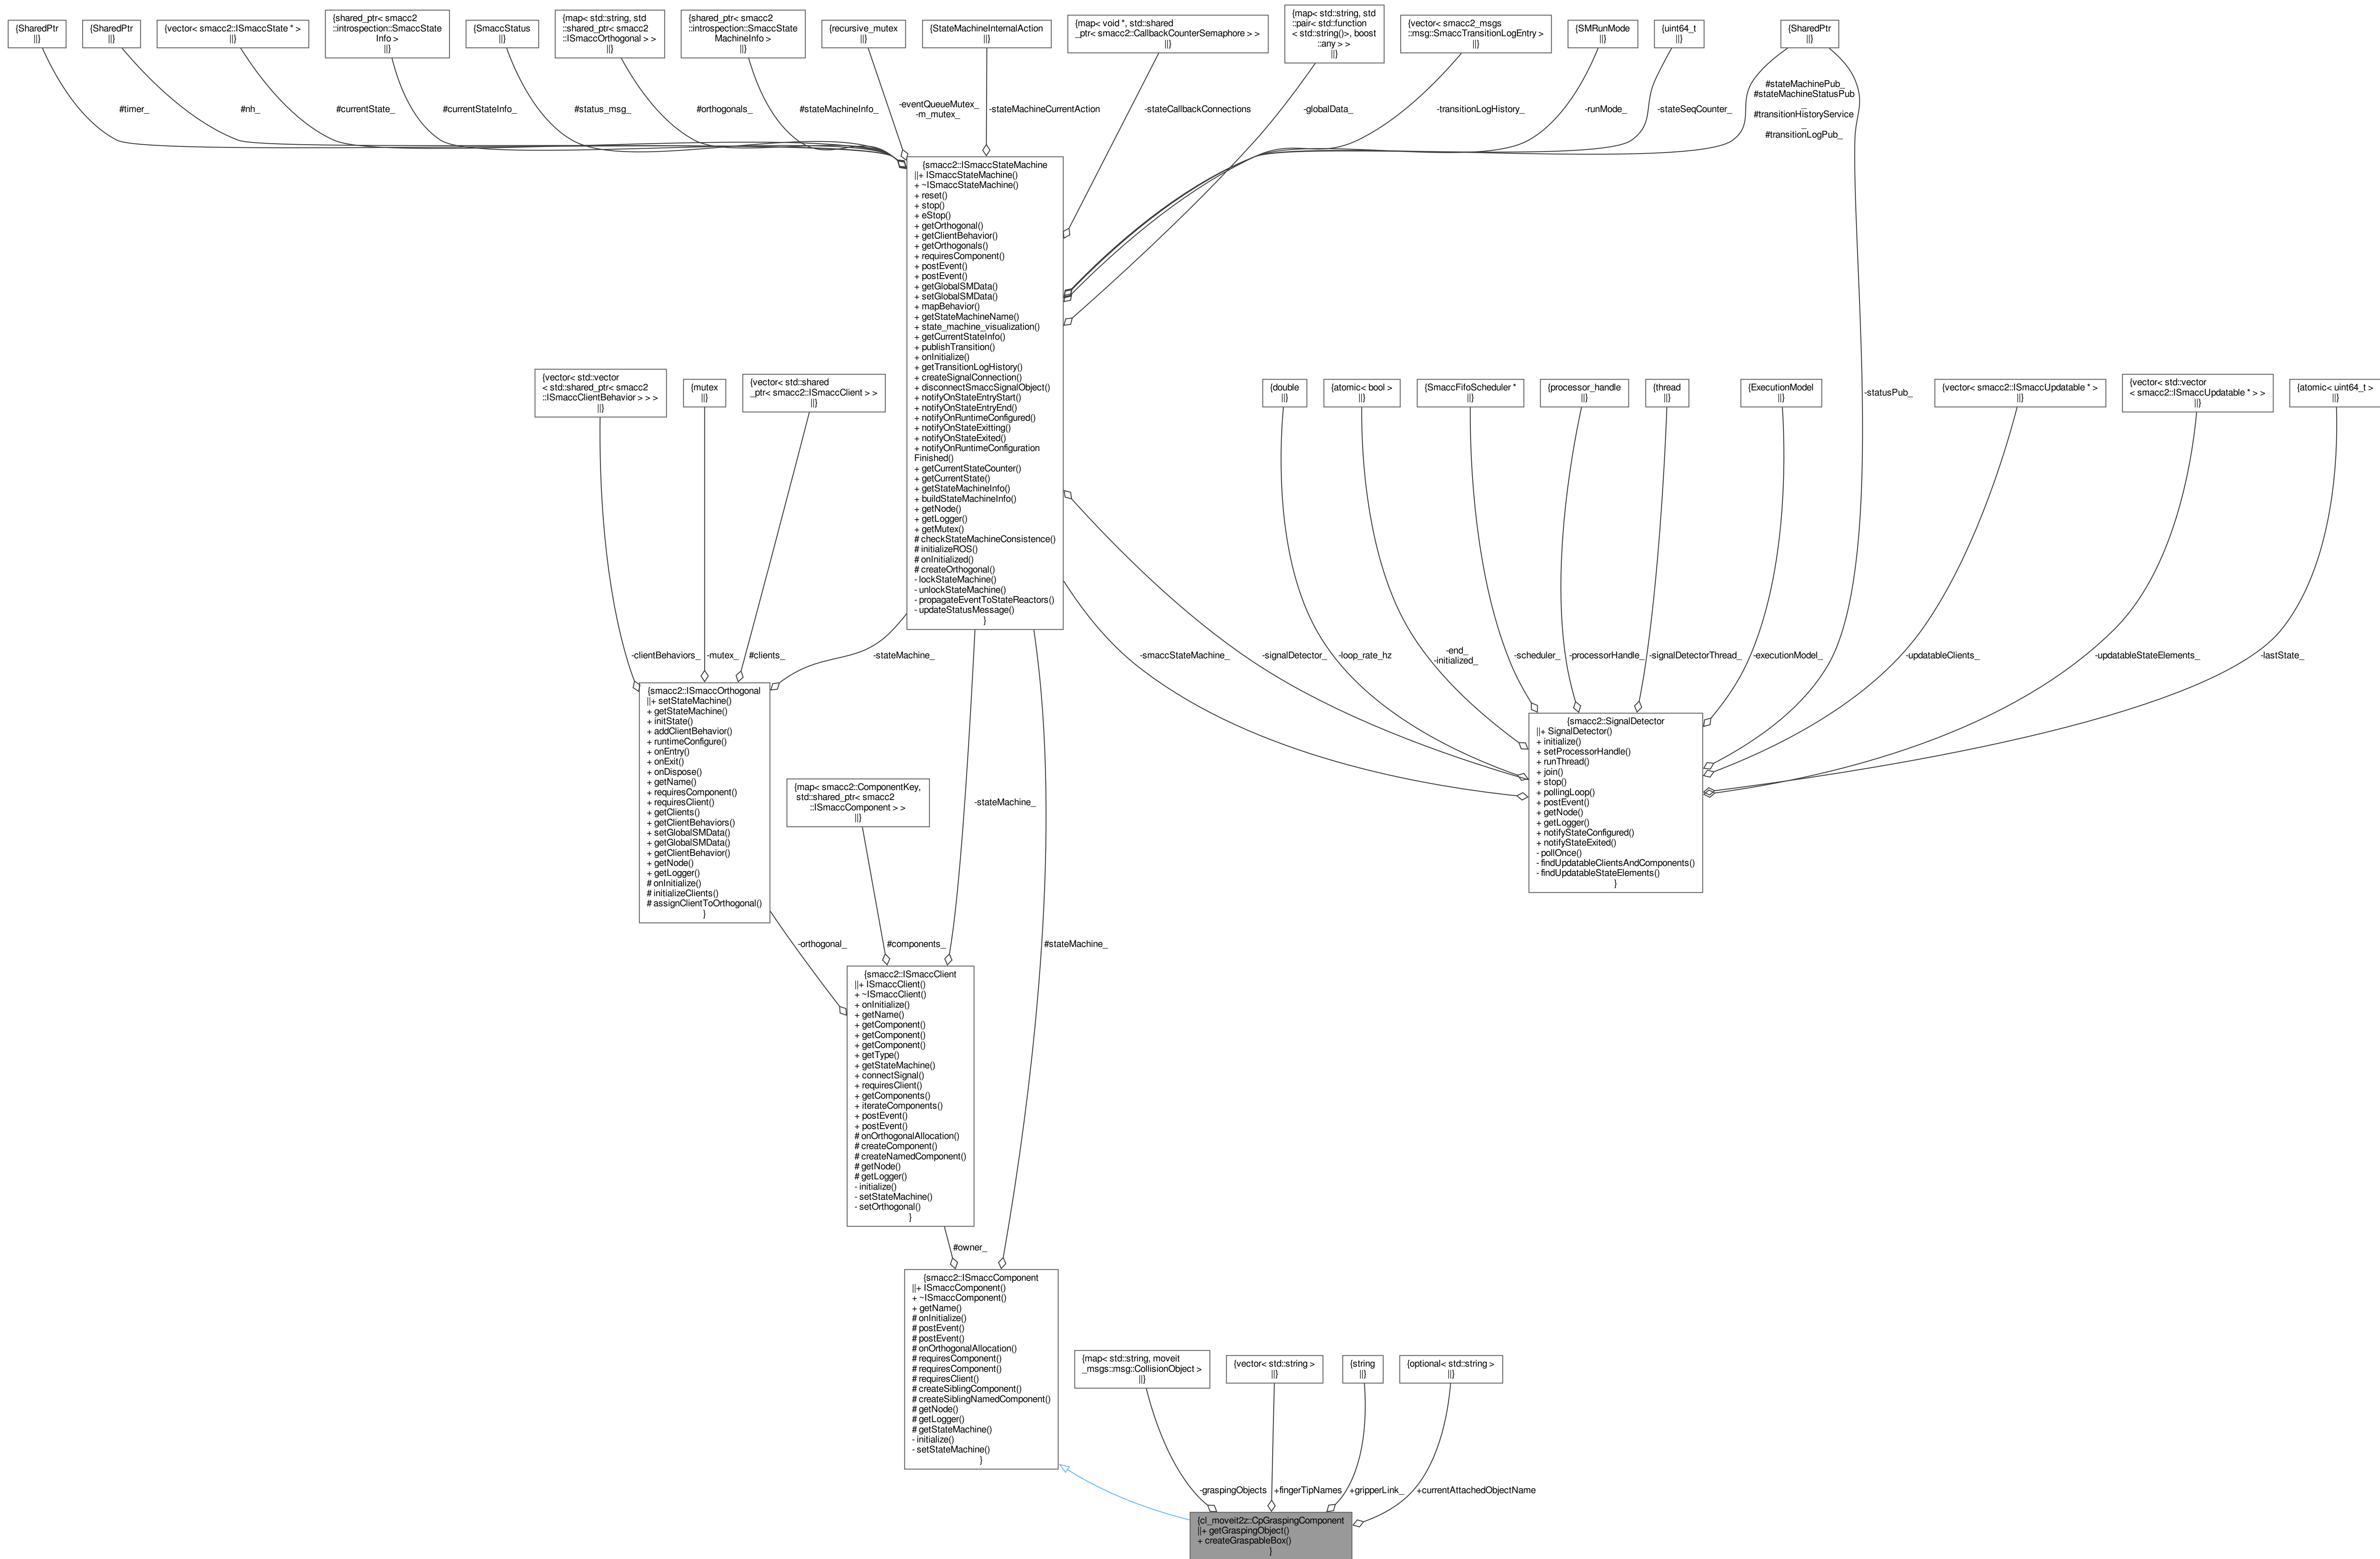 {SharedPtr
||}
{SharedPtr
||}
{vector< smacc2::ISmaccState * >
||}
{shared_ptr< smacc2
::introspection::SmaccState
Info >
||}
{SmaccStatus
||}
{map< std::string, std
::shared_ptr< smacc2
::ISmaccOrthogonal > >
||}
{shared_ptr< smacc2
::introspection::SmaccState
MachineInfo >
||}
{recursive_mutex
||}
{StateMachineInternalAction
||}
{map< void *, std::shared
_ptr< smacc2::CallbackCounterSemaphore > >
||}
{map< std::string, std
::pair< std::function
< std::string()>, boost
::any > >
||}
{vector< smacc2_msgs
::msg::SmaccTransitionLogEntry >
||}
{SMRunMode
||}
{uint64_t
||}
{SharedPtr
||}
#timer_
#nh_
#currentState_
#currentStateInfo_
#status_msg_
#orthogonals_
#stateMachineInfo_
-eventQueueMutex_
-m_mutex_
-stateMachineCurrentAction
-stateCallbackConnections
-globalData_
-transitionLogHistory_
-runMode_
-stateSeqCounter_
#stateMachinePub_
#stateMachineStatusPub
_
#transitionHistoryService
_
#transitionLogPub_
{smacc2::ISmaccStateMachine
||+ ISmaccStateMachine()
+ ~ISmaccStateMachine()
+ reset()
+ stop()
+ eStop()
+ getOrthogonal()
+ getClientBehavior()
+ getOrthogonals()
+ requiresComponent()
+ postEvent()
+ postEvent()
+ getGlobalSMData()
+ setGlobalSMData()
+ mapBehavior()
+ getStateMachineName()
+ state_machine_visualization()
+ getCurrentStateInfo()
+ publishTransition()
+ onInitialize()
+ getTransitionLogHistory()
+ createSignalConnection()
+ disconnectSmaccSignalObject()
+ notifyOnStateEntryStart()
+ notifyOnStateEntryEnd()
+ notifyOnRuntimeConfigured()
+ notifyOnStateExitting()
+ notifyOnStateExited()
+ notifyOnRuntimeConfiguration
Finished()
+ getCurrentStateCounter()
+ getCurrentState()
+ getStateMachineInfo()
+ buildStateMachineInfo()
+ getNode()
+ getLogger()
+ getMutex()
# checkStateMachineConsistence()
# initializeROS()
# onInitialized()
# createOrthogonal()
- lockStateMachine()
- unlockStateMachine()
- propagateEventToStateReactors()
- updateStatusMessage()
}
{vector< std::vector
< std::shared_ptr< smacc2
::ISmaccClientBehavior > > >
||}
{mutex
||}
{vector< std::shared
_ptr< smacc2::ISmaccClient > >
||}
{double
||}
{atomic< bool >
||}
{SmaccFifoScheduler *
||}
{processor_handle
||}
{thread
||}
{ExecutionModel
||}
-statusPub_
{vector< smacc2::ISmaccUpdatable * >
||}
{vector< std::vector
< smacc2::ISmaccUpdatable * > >
||}
{atomic< uint64_t >
||}
-clientBehaviors_
-mutex_
#clients_
-stateMachine_
-smaccStateMachine_
-signalDetector_
-loop_rate_hz
-end_
-initialized_
-scheduler_
-processorHandle_
-signalDetectorThread_
-executionModel_
-updatableClients_
-updatableStateElements_
-lastState_
{smacc2::ISmaccOrthogonal
||+ setStateMachine()
+ getStateMachine()
+ initState()
+ addClientBehavior()
+ runtimeConfigure()
+ onEntry()
+ onExit()
+ onDispose()
+ getName()
+ requiresComponent()
+ requiresClient()
+ getClients()
+ getClientBehaviors()
+ setGlobalSMData()
+ getGlobalSMData()
+ getClientBehavior()
+ getNode()
+ getLogger()
# onInitialize()
# initializeClients()
# assignClientToOrthogonal()
}
{smacc2::SignalDetector
||+ SignalDetector()
+ initialize()
+ setProcessorHandle()
+ runThread()
+ join()
+ stop()
+ pollingLoop()
+ postEvent()
+ getNode()
+ getLogger()
+ notifyStateConfigured()
+ notifyStateExited()
- pollOnce()
- findUpdatableClientsAndComponents()
- findUpdatableStateElements()
}
{map< smacc2::ComponentKey,
std::shared_ptr< smacc2
::ISmaccComponent > >
||}
-stateMachine_
-orthogonal_
#components_
#stateMachine_
{smacc2::ISmaccClient
||+ ISmaccClient()
+ ~ISmaccClient()
+ onInitialize()
+ getName()
+ getComponent()
+ getComponent()
+ getComponent()
+ getType()
+ getStateMachine()
+ connectSignal()
+ requiresClient()
+ getComponents()
+ iterateComponents()
+ postEvent()
+ postEvent()
# onOrthogonalAllocation()
# createComponent()
# createNamedComponent()
# getNode()
# getLogger()
- initialize()
- setStateMachine()
- setOrthogonal()
}
#owner_
{smacc2::ISmaccComponent
||+ ISmaccComponent()
+ ~ISmaccComponent()
+ getName()
# onInitialize()
# postEvent()
# postEvent()
# onOrthogonalAllocation()
# requiresComponent()
# requiresComponent()
# requiresClient()
# createSiblingComponent()
# createSiblingNamedComponent()
# getNode()
# getLogger()
# getStateMachine()
- initialize()
- setStateMachine()
}
{map< std::string, moveit
_msgs::msg::CollisionObject >
||}
{vector< std::string >
||}
{string
||}
{optional< std::string >
||}
-graspingObjects
+fingerTipNames
+gripperLink_
+currentAttachedObjectName
{cl_moveit2z::CpGraspingComponent
||+ getGraspingObject()
+ createGraspableBox()
}